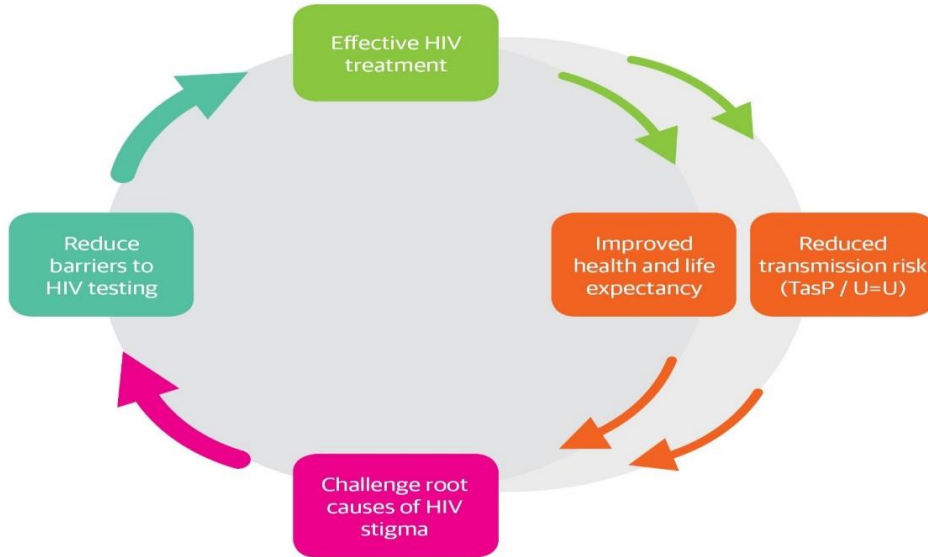 Effective HIV
treatment
Reduce
barriers to
HIV testing
Improved
health and life
expectancy
Reduced
transmission risk
(TasP / U=U)
Challenge root
causes of HIV
stigma